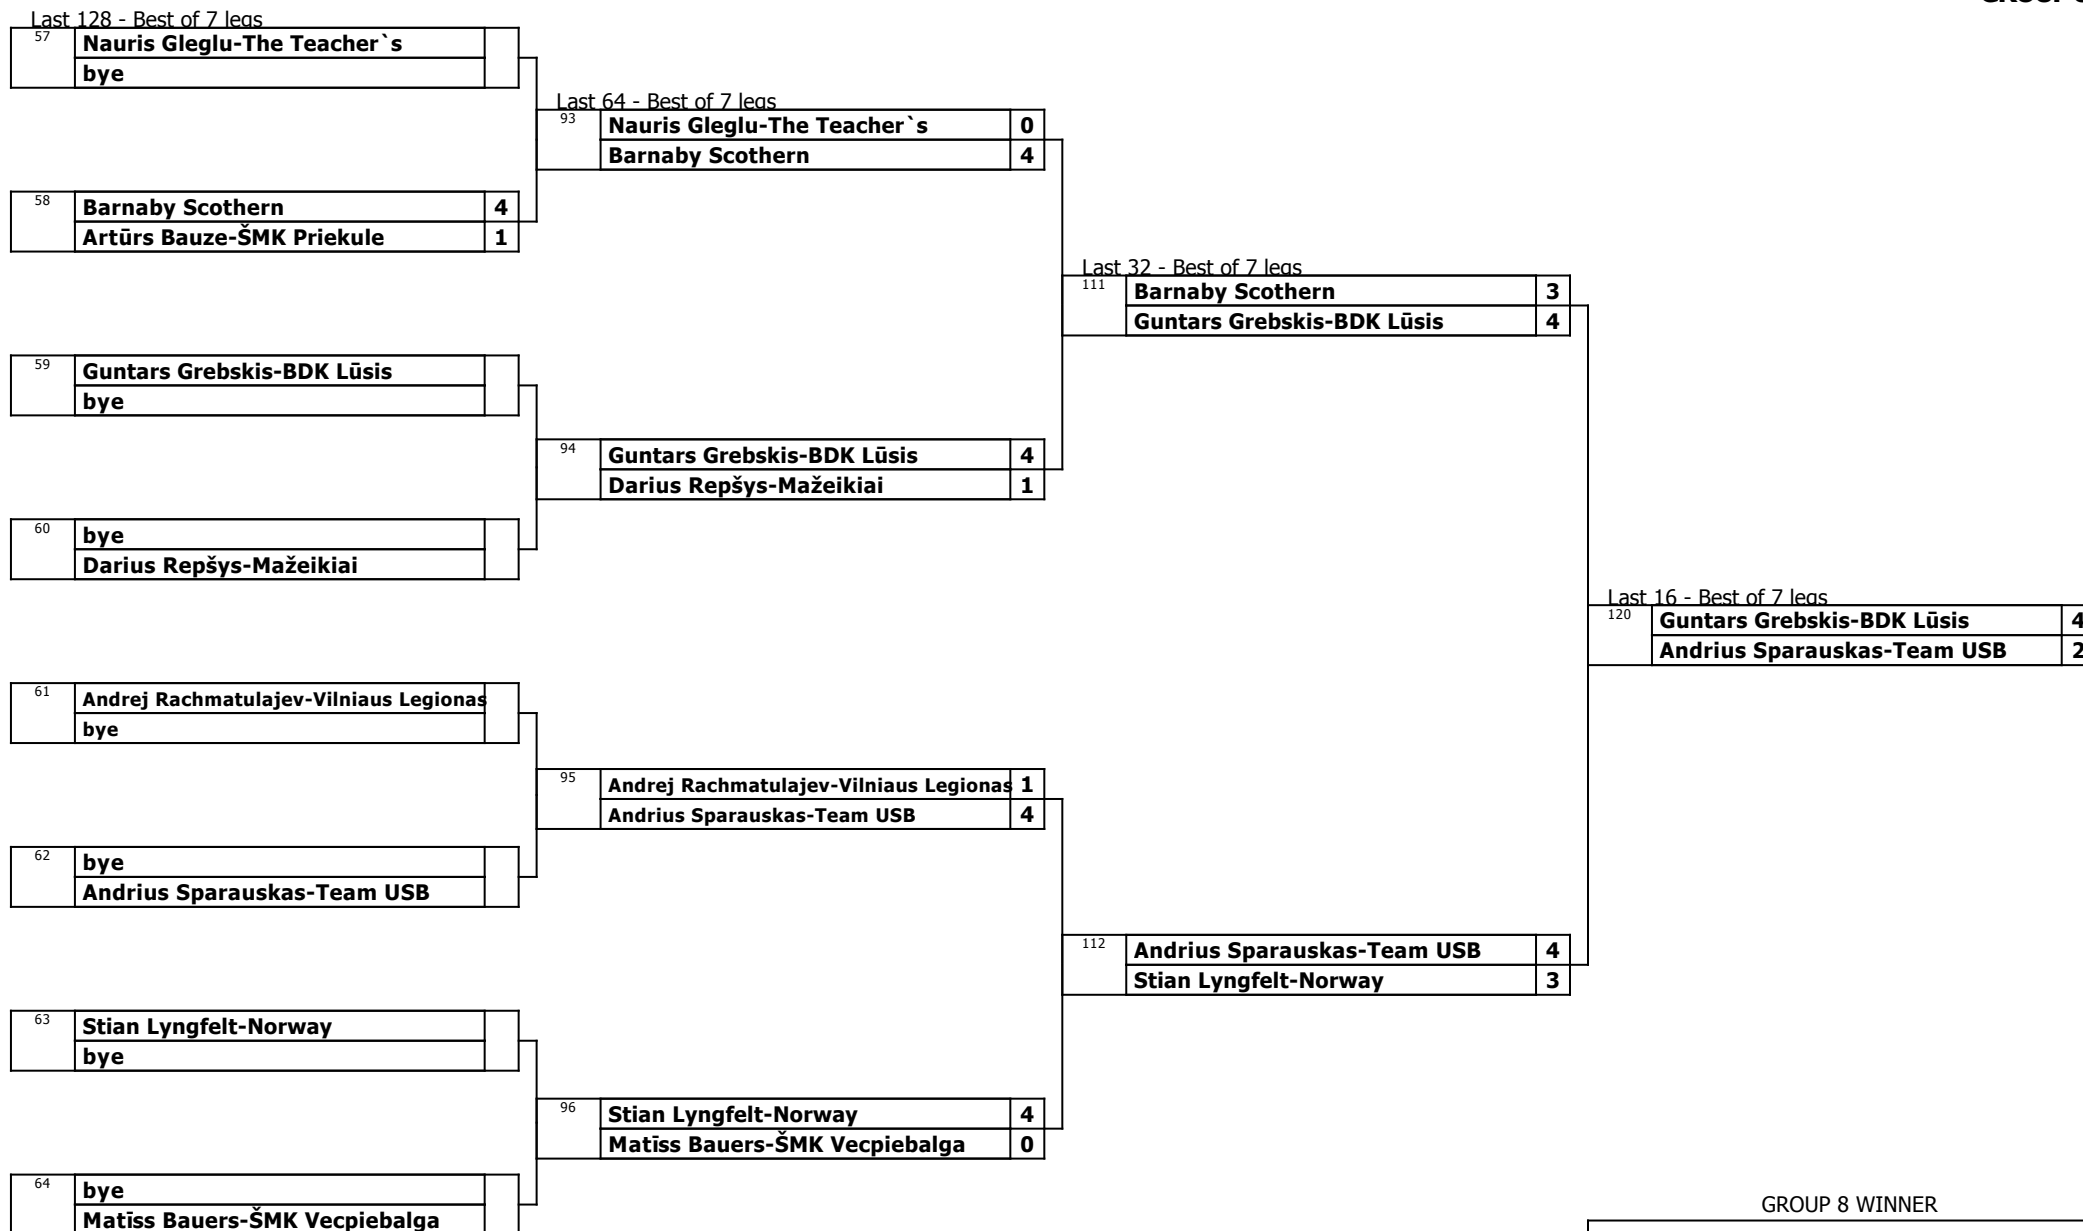 Last 128 - Best of 7 legs
57
Nauris Gleglu-The Teacher`s
bye
58
Barnaby Scothern 4
Artūrs Bauze-ŠMK Priekule 1
59
Guntars Grebskis-BDK Lūsis
bye
60
bye
Darius Repšys-Mažeikiai
61
Andrej Rachmatulajev-Vilniaus Legionas
bye
62
bye
Andrius Sparauskas-Team USB
63
Stian Lyngfelt-Norway
bye
64
bye
Matīss Bauers-ŠMK Vecpiebalga
Last 64 - Best of 7 legs
93
Nauris Gleglu-The Teacher`s 0
Barnaby Scothern 4
94
Guntars Grebskis-BDK Lūsis 4
Darius Repšys-Mažeikiai 1
95
Andrej Rachmatulajev-Vilniaus Legionas 1
Andrius Sparauskas-Team USB 4
96
Stian Lyngfelt-Norway 4
Matīss Bauers-ŠMK Vecpiebalga 0
Last 32 - Best of 7 legs
111
Barnaby Scothern 3
Guntars Grebskis-BDK Lūsis 4
112
Andrius Sparauskas-Team USB 4
Stian Lyngfelt-Norway 3
Last 16 - Best of 7 legs
120
Guntars Grebskis-BDK Lūsis 4
Andrius Sparauskas-Team USB 2
GROUP 8 WINNER